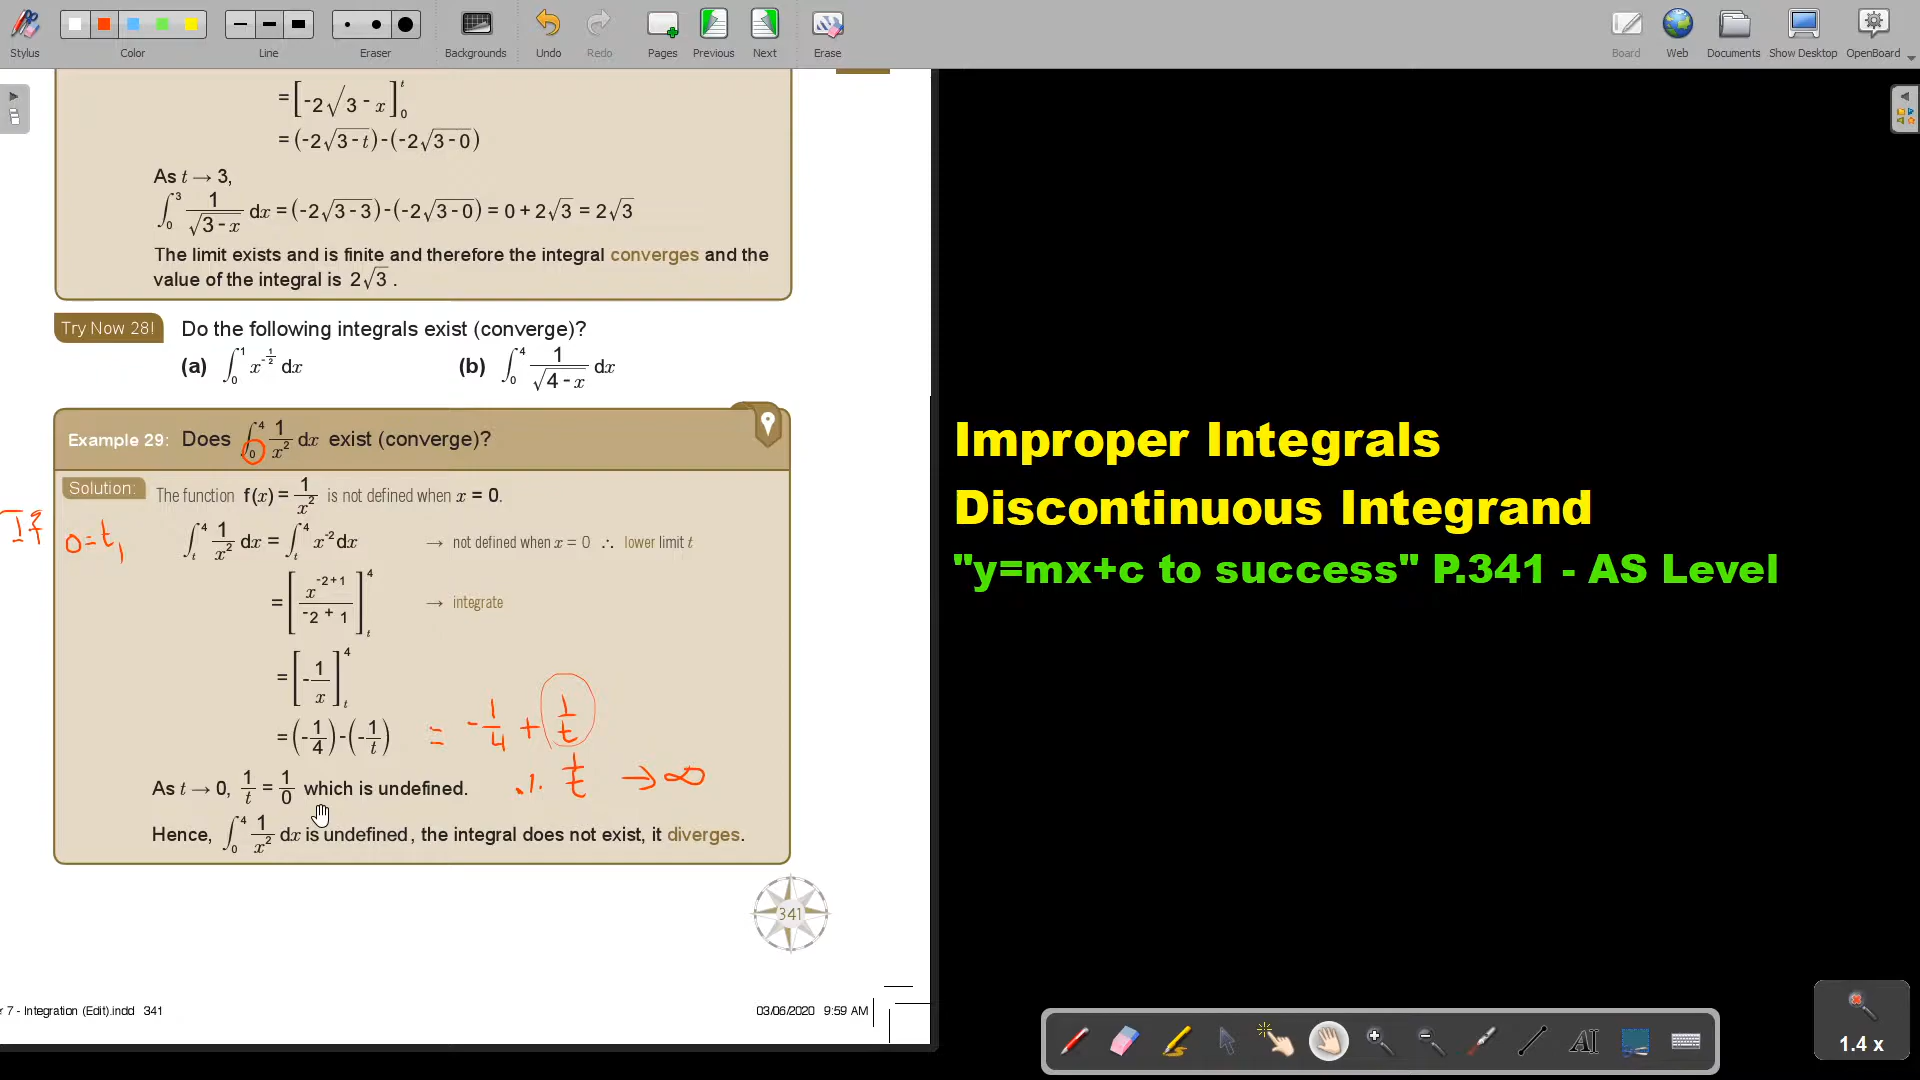 Stylus
Color
Line
Eraser
Backgrounds
Undo
Redo
Pages
Previous
Next
Erase
Board
Web
Documents
Show Desktop
OpenBoard
= [-2√3 - x]₀ᵗ
= (-2√3 - t) - (-2√3 - 0)
As t → 3,
∫₀³ 1/√(3 - x) dx = (-2√3 - 3) - (-2√3 - 0) = 0 + 2√3 = 2√3
The limit exists and is finite and therefore the integral converges and the
value of the integral is 2√3 .
Try Now 28!
Do the following integrals exist (converge)?
(a) ∫₀¹ x^(-1/2) dx (b) ∫₀⁴ 1/√(4 - x) dx
Example 29: Does ∫₀⁴ 1/x² dx exist (converge)?
Solution: The function f(x) = 1/x² is not defined when x = 0.
If 0=t,
∫ₜ⁴ 1/x² dx = ∫ₜ⁴ x⁻² dx → not defined when x = 0 ∴ lower limit t
= [x^(-2+1)/(-2 + 1)]ₜ⁴ → integrate
= [-1/x]ₜ⁴
= (-1/4) - (-1/t) = -1/4 + 1/t
As t → 0, 1/t = 1/0 which is undefined. ∴ 1/t → ∞
Hence, ∫₀⁴ 1/x² dx is undefined, the integral does not exist, it diverges.
341
r 7 - Integration (Edit).indd 341
03/06/2020 9:59 AM
Improper Integrals
Discontinuous Integrand
"y=mx+c to success" P.341 - AS Level
1.4 x